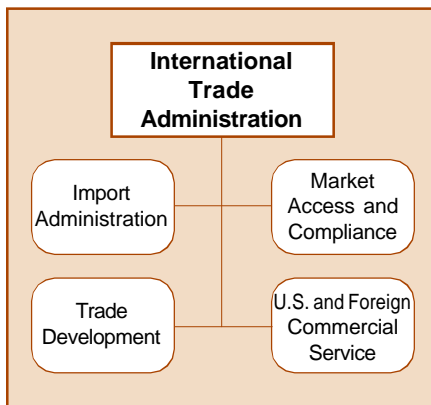 International
Trade
Administration
Import
Administration
Market
Access and
Compliance
Trade
Development
U.S. and Foreign
Commercial
Service